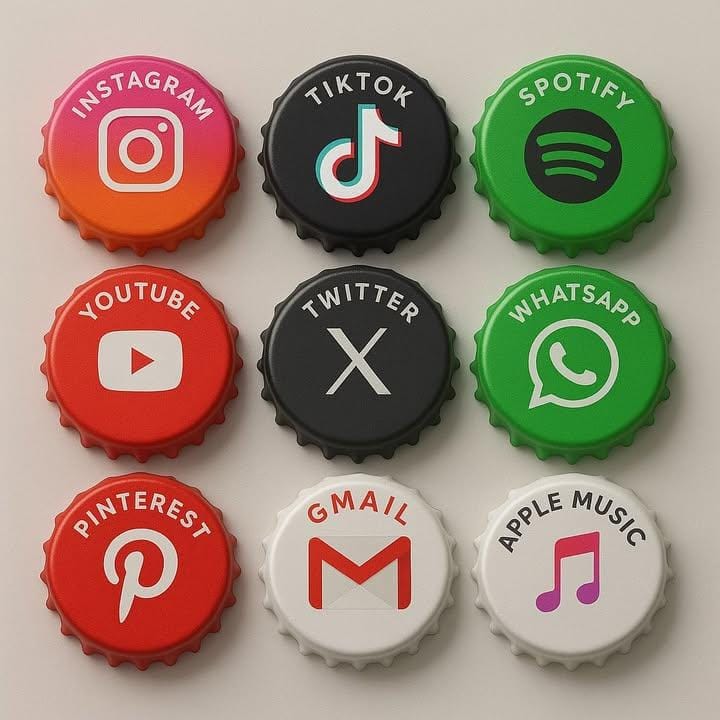 INSTAGRAM
TIKTOK
SPOTIFY
YOUTUBE
TWITTER
X
WHATSAPP
PINTEREST
GMAIL
APPLE MUSIC